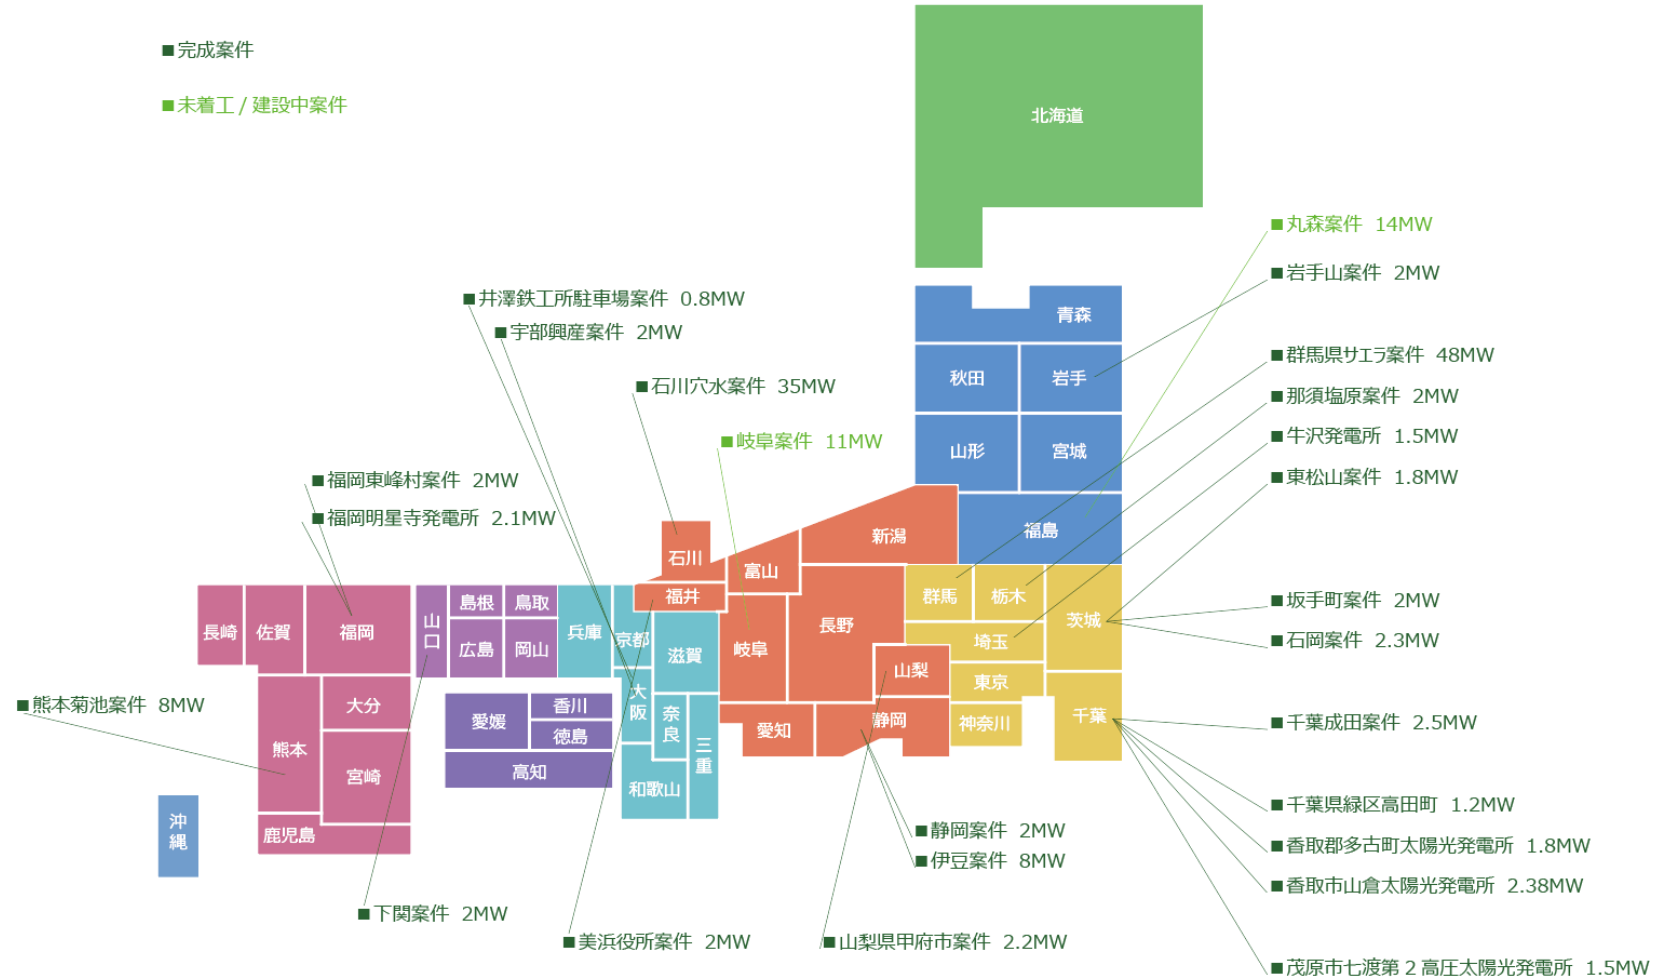 ■完成案件
■未着工 / 建設中案件
北海道
■丸森案件 14MW
■岩手山案件 2MW
■井澤鉄工所駐車場案件 0.8MW
青森
■宇部興産案件 2MW
■群馬県サエラ案件 48MW
秋田
岩手
■石川穴水案件 35MW
■那須塩原案件 2MW
■岐阜案件 11MW
■牛沢発電所 1.5MW
山形
宮城
■福岡東峰村案件 2MW
■東松山案件 1.8MW
■福岡明星寺発電所 2.1MW
新潟
福島
石川
富山
福井
群馬
栃木
■坂手町案件 2MW
島根
鳥取
山口
長崎
佐賀
福岡
兵庫
京都
長野
茨城
埼玉
■石岡案件 2.3MW
広島
岡山
滋賀
岐阜
山梨
東京
■熊本菊池案件 8MW
大分
愛媛
香川
大阪
奈良
静岡
神奈川
千葉
■千葉成田案件 2.5MW
徳島
愛知
三重
熊本
宮崎
高知
和歌山
■千葉県緑区高田町 1.2MW
沖縄
鹿児島
■静岡案件 2MW
■香取郡多古町太陽光発電所 1.8MW
■伊豆案件 8MW
■香取市山倉太陽光発電所 2.38MW
■下関案件 2MW
■美浜役所案件 2MW
■山梨県甲府市案件 2.2MW
■茂原市七渡第２高圧太陽光発電所 1.5MW